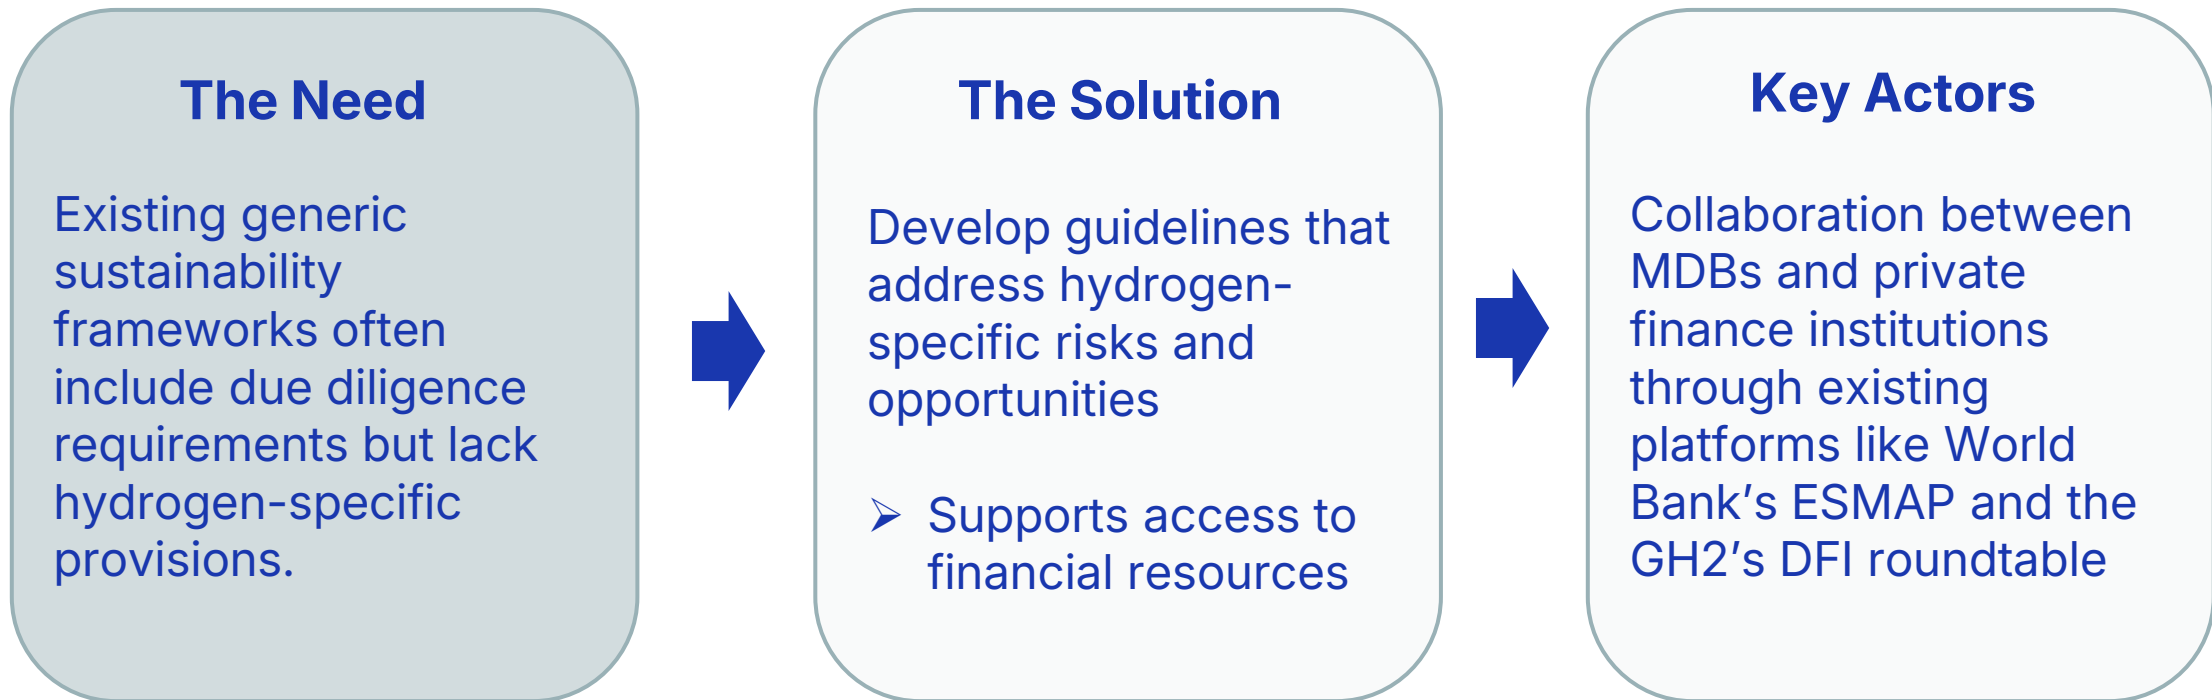 The Need
Existing generic
sustainability
frameworks often
include due diligence
requirements but lack
hydrogen-specific
provisions.
The Solution
Develop guidelines that
address hydrogen-
specific risks and
opportunities
➢ Supports access to
financial resources
Key Actors
Collaboration between
MDBs and private
finance institutions
through existing
platforms like World
Bank’s ESMAP and the
GH2’s DFI roundtable